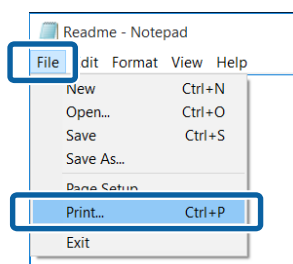 Readme - Notepad
File Edit Format View Help
New Ctrl+N
Open... Ctrl+O
Save Ctrl+S
Save As...
Page Setup...
Print... Ctrl+P
Exit